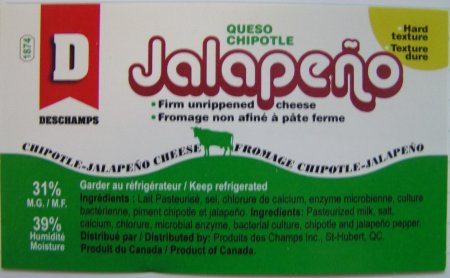 1874
D
DESCHAMPS
QUESO
CHIPOTLE
Jalapeño
• Hard
texture
• Texture
dure
• Firm unrippened cheese
• Fromage non afiné à pâte ferme
CHIPOTLE-JALAPEÑO CHEESE FROMAGE CHIPOTLE-JALAPEÑO
31%
M.G. / M.F.
39%
Humidité
Moisture
Garder au réfrigérateur / Keep refrigerated
Ingrédients : Lait Pasteurisé, sel, chlorure de calcium, enzyme microbienne, culture
bactérienne, piment chipotle et jalapeño. Ingredients: Pasteurized milk, salt,
calcium, chlorure, microbial enzyme, bacterial culture, chipotle and jalapeño pepper.
Distribué par / Distributed by: Produits des Champs Inc., St-Hubert, QC.
Produit du Canada / Product of Canada.